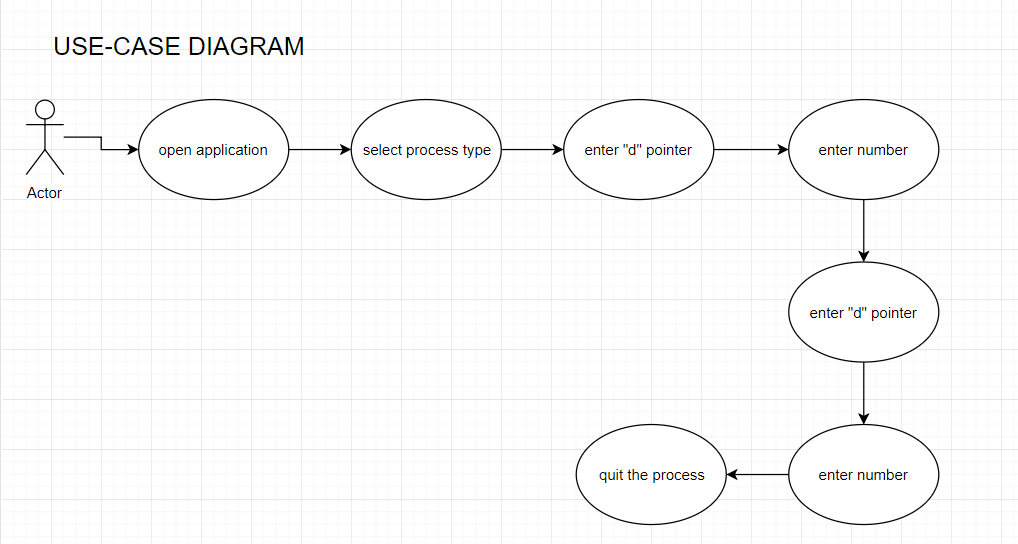 USE-CASE DIAGRAM
Actor
open application
select process type
enter "d" pointer
enter number
enter "d" pointer
enter number
quit the process